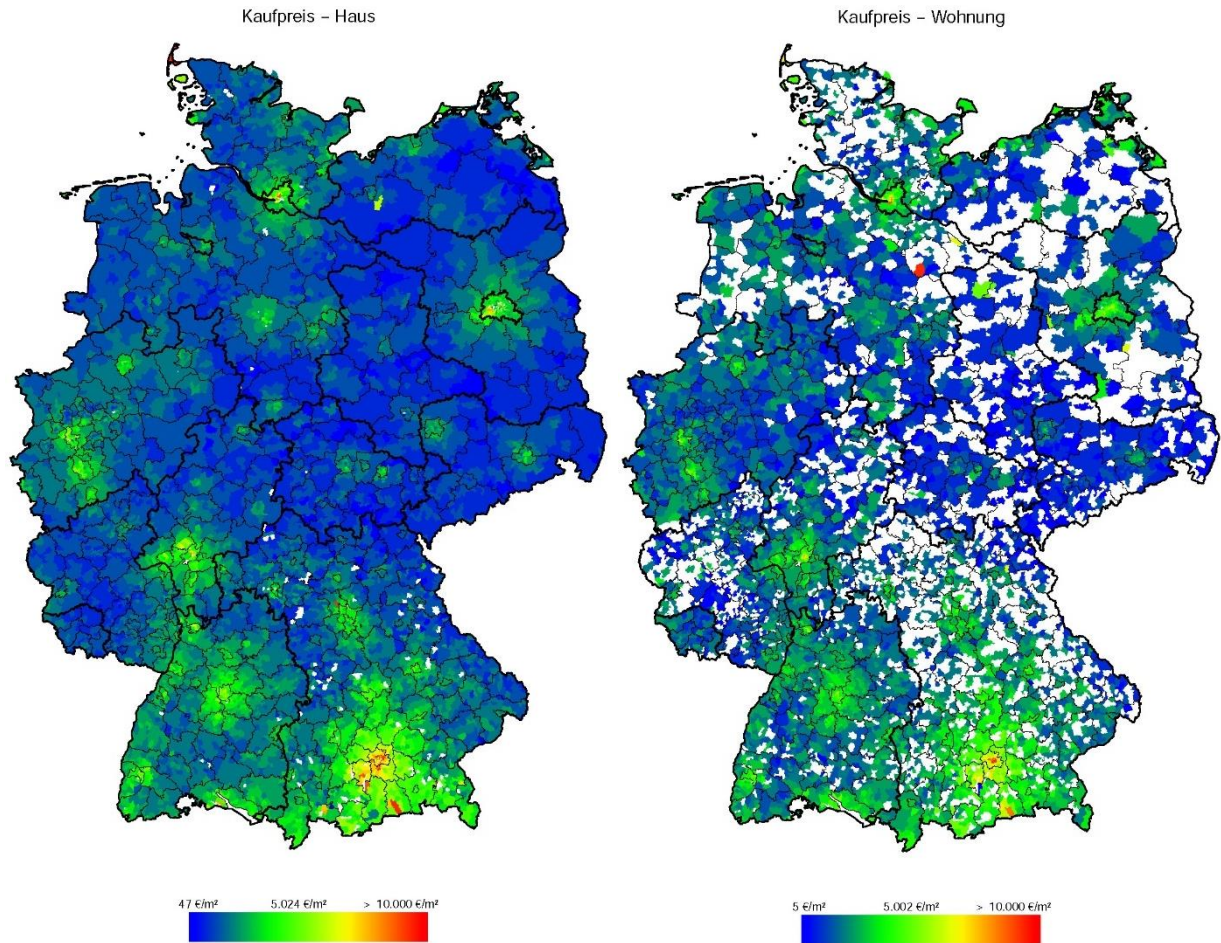 Kaufpreis – Haus
Kaufpreis – Wohnung
47 €/m² 5.024 €/m² > 10.000 €/m²
5 €/m² 5.002 €/m² > 10.000 €/m²